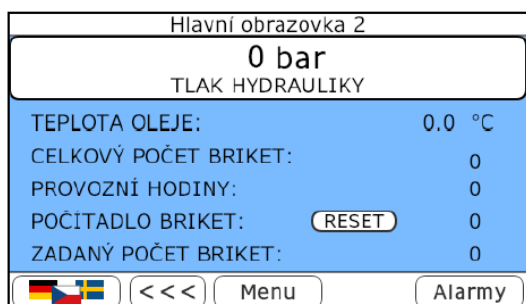 Hlavní obrazovka 2
0 bar
TLAK HYDRAULIKY
TEPLOTA OLEJE: 0.0 °C
CELKOVÝ POČET BRIKET: 0
PROVOZNÍ HODINY: 0
POČÍTADLO BRIKET: RESET 0
ZADANÝ POČET BRIKET: 0
<<< Menu Alarmy